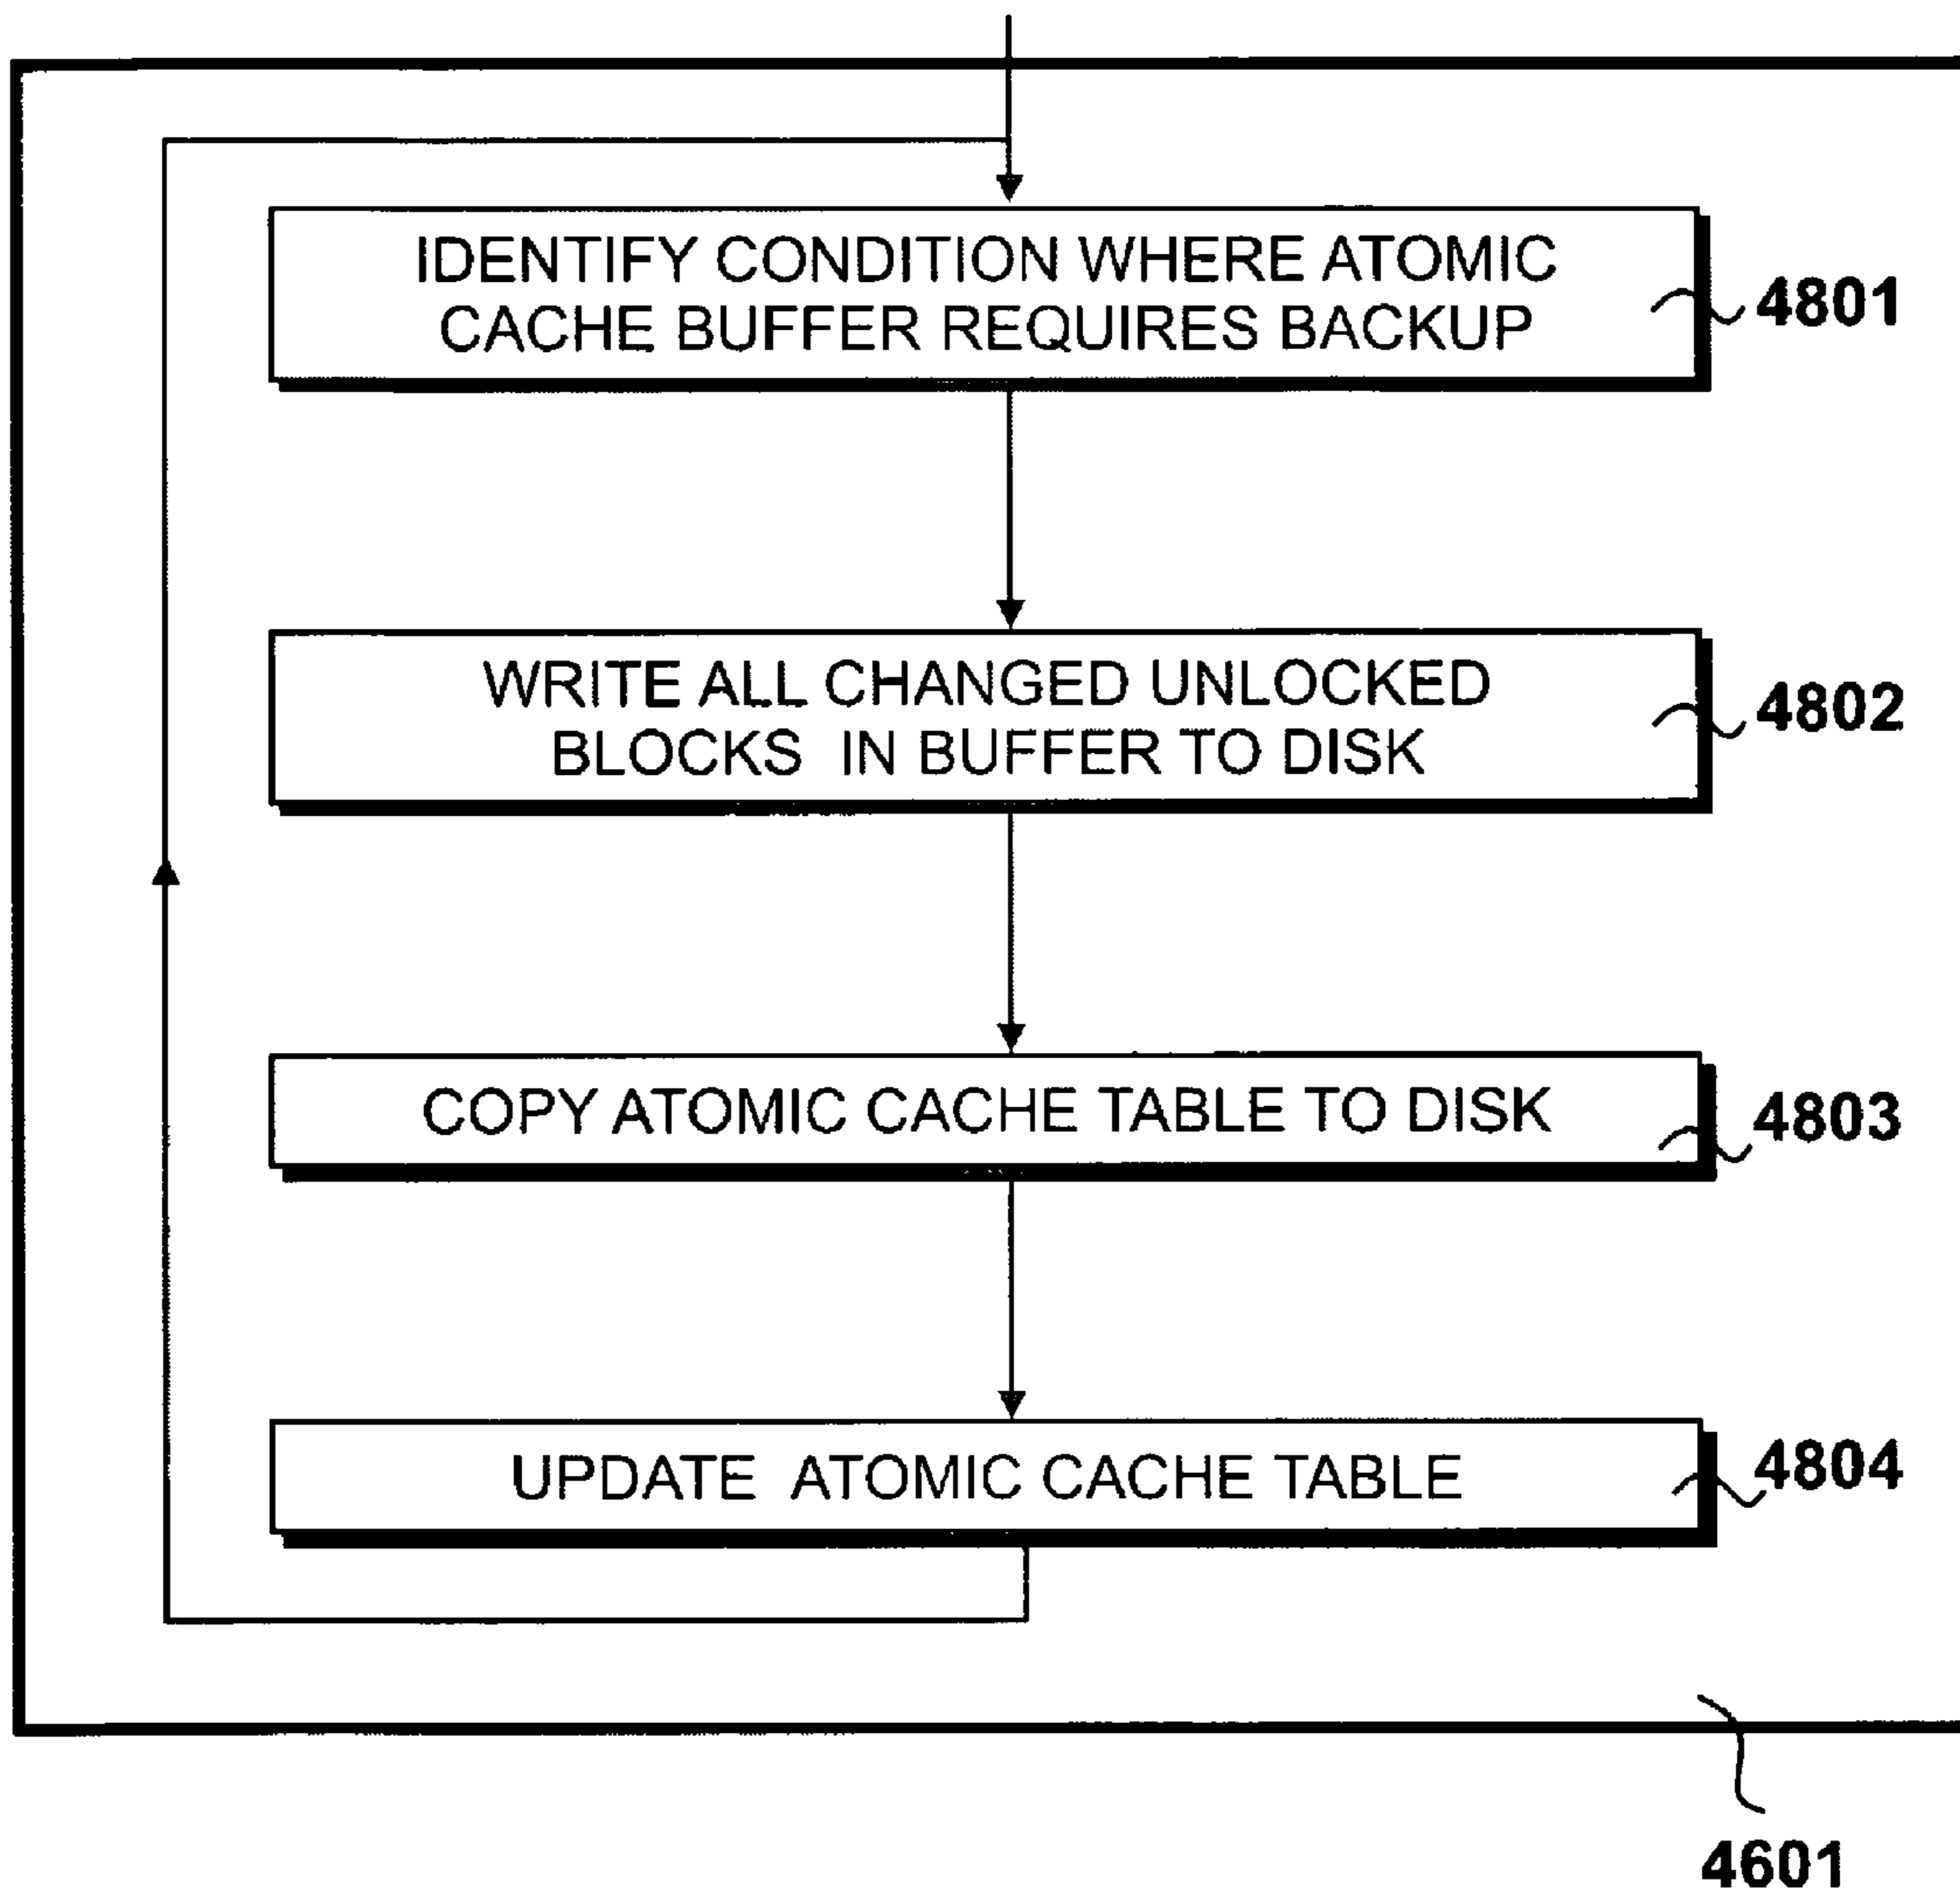 IDENTIFY CONDITION WHERE ATOMIC
CACHE BUFFER REQUIRES BACKUP
4801
WRITE ALL CHANGED UNLOCKED
BLOCKS IN BUFFER TO DISK
4802
COPY ATOMIC CACHE TABLE TO DISK
4803
UPDATE ATOMIC CACHE TABLE
4804
4601